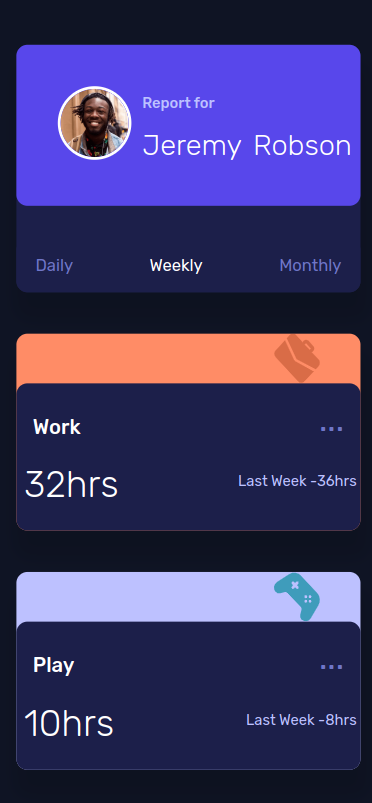 Report for
Jeremy Robson
Daily Weekly Monthly
Work
32hrs Last Week -36hrs
Play
10hrs Last Week -8hrs